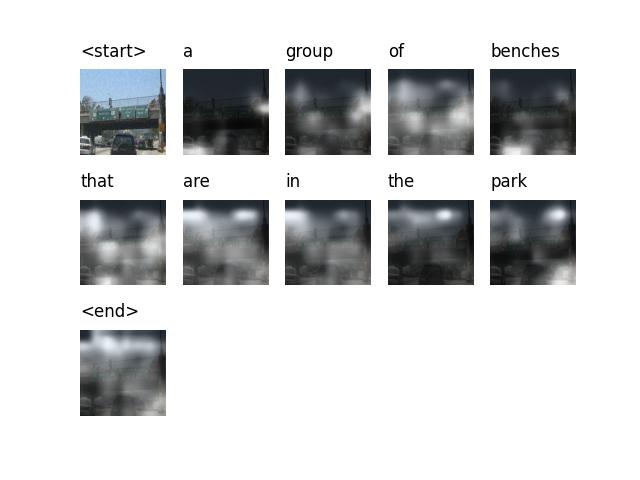 <start> a group of benches
that are in the park
<end>